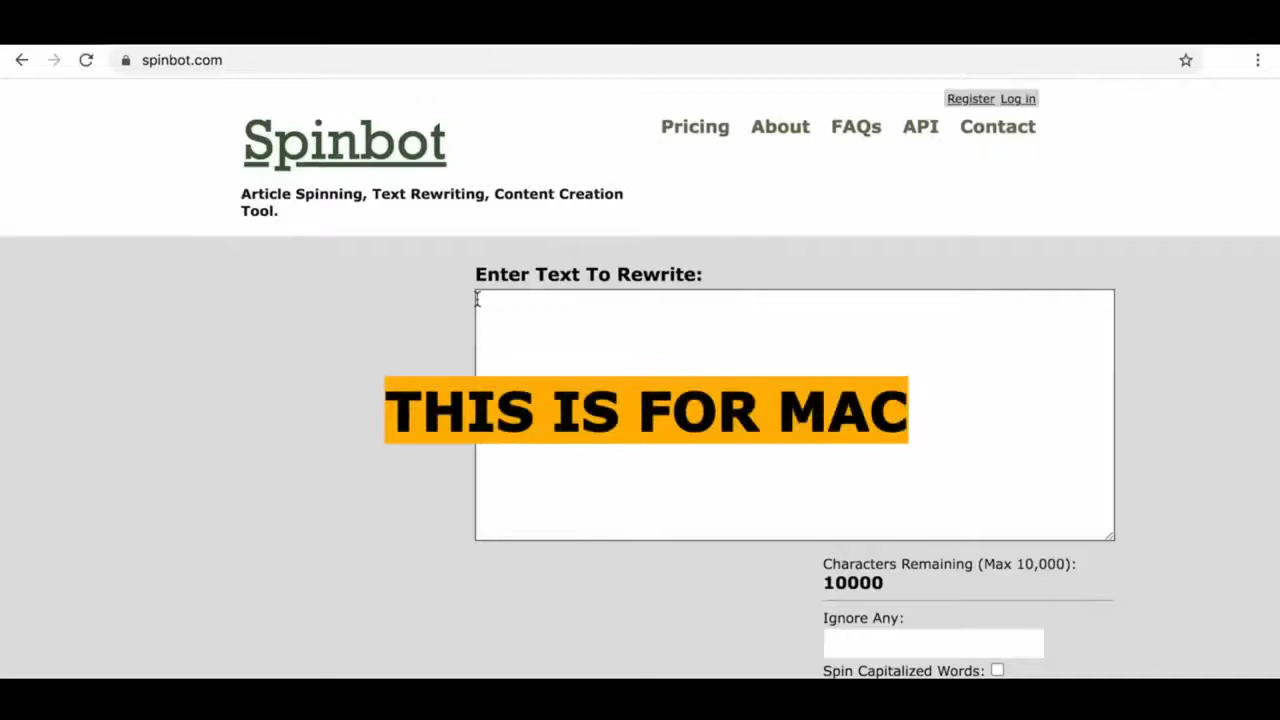 spinbot.com
Register Log in
Spinbot
Pricing About FAQs API Contact
Article Spinning, Text Rewriting, Content Creation
Tool.
Enter Text To Rewrite:
THIS IS FOR MAC
Characters Remaining (Max 10,000):
10000
Ignore Any:
Spin Capitalized Words: